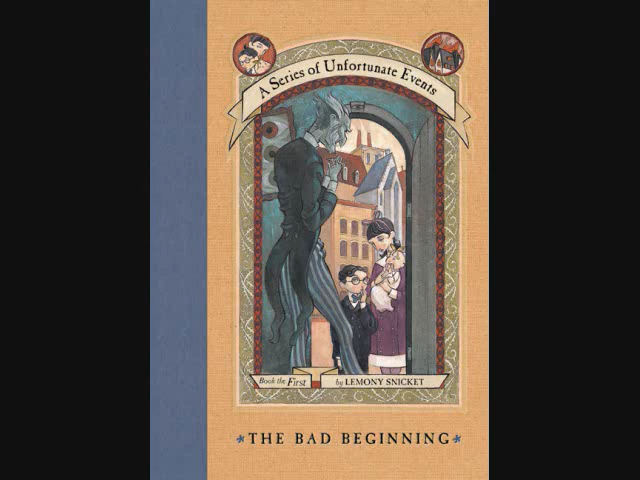 A Series of Unfortunate Events
Book the First
by LEMONY SNICKET
*THE BAD BEGINNING*